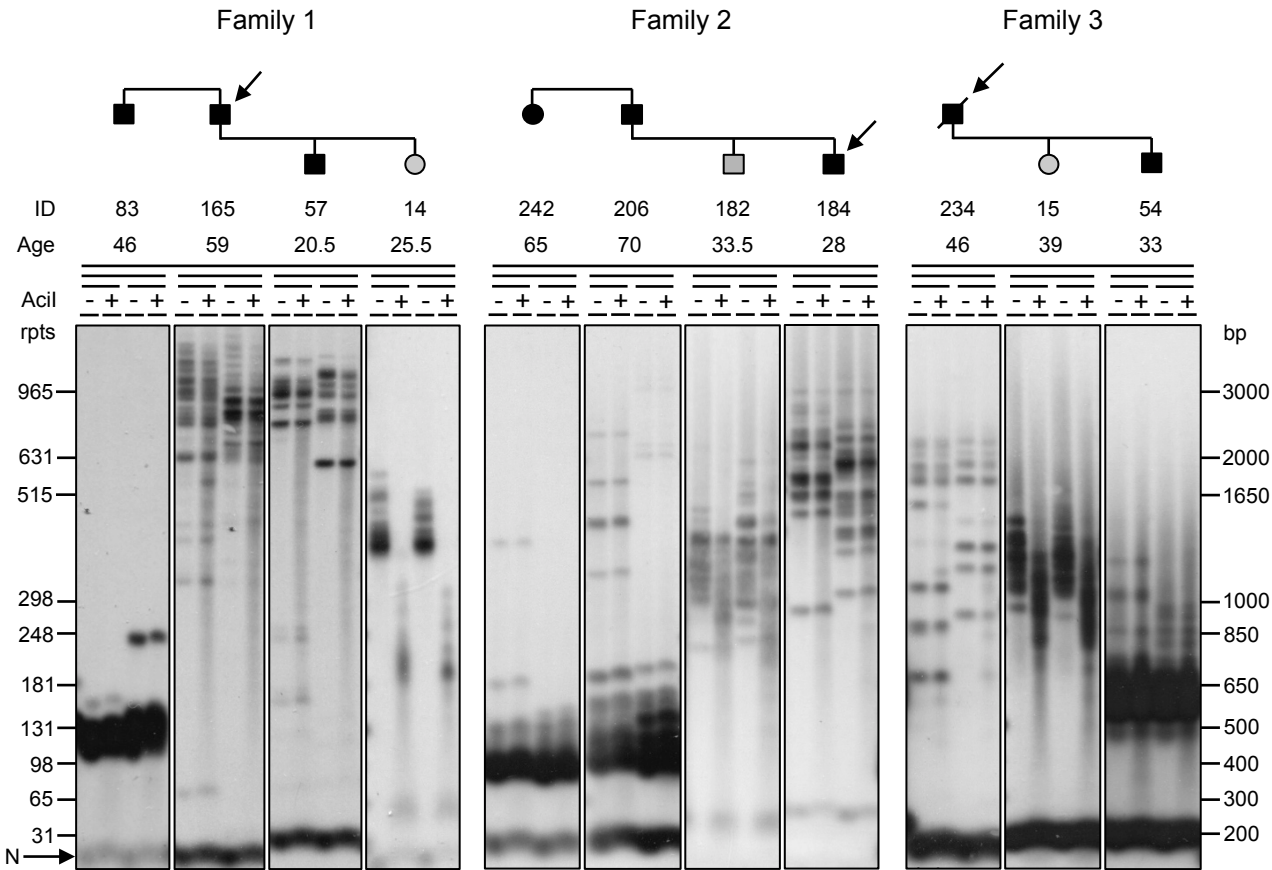 Family 1 Family 2 Family 3
ID 83 165 57 14 242 206 182 184 234 15 54
Age 46 59 20.5 25.5 65 70 33.5 28 46 39 33
AciI - + - + - + - + - + - + - + - + - + - + - + - + - + - + - + - + - + - + - + - + - + - +
rpts bp
965 3000
631 2000
515 1650
298 1000
248 850
181 650
131 500
98 400
65 300
31 200
N